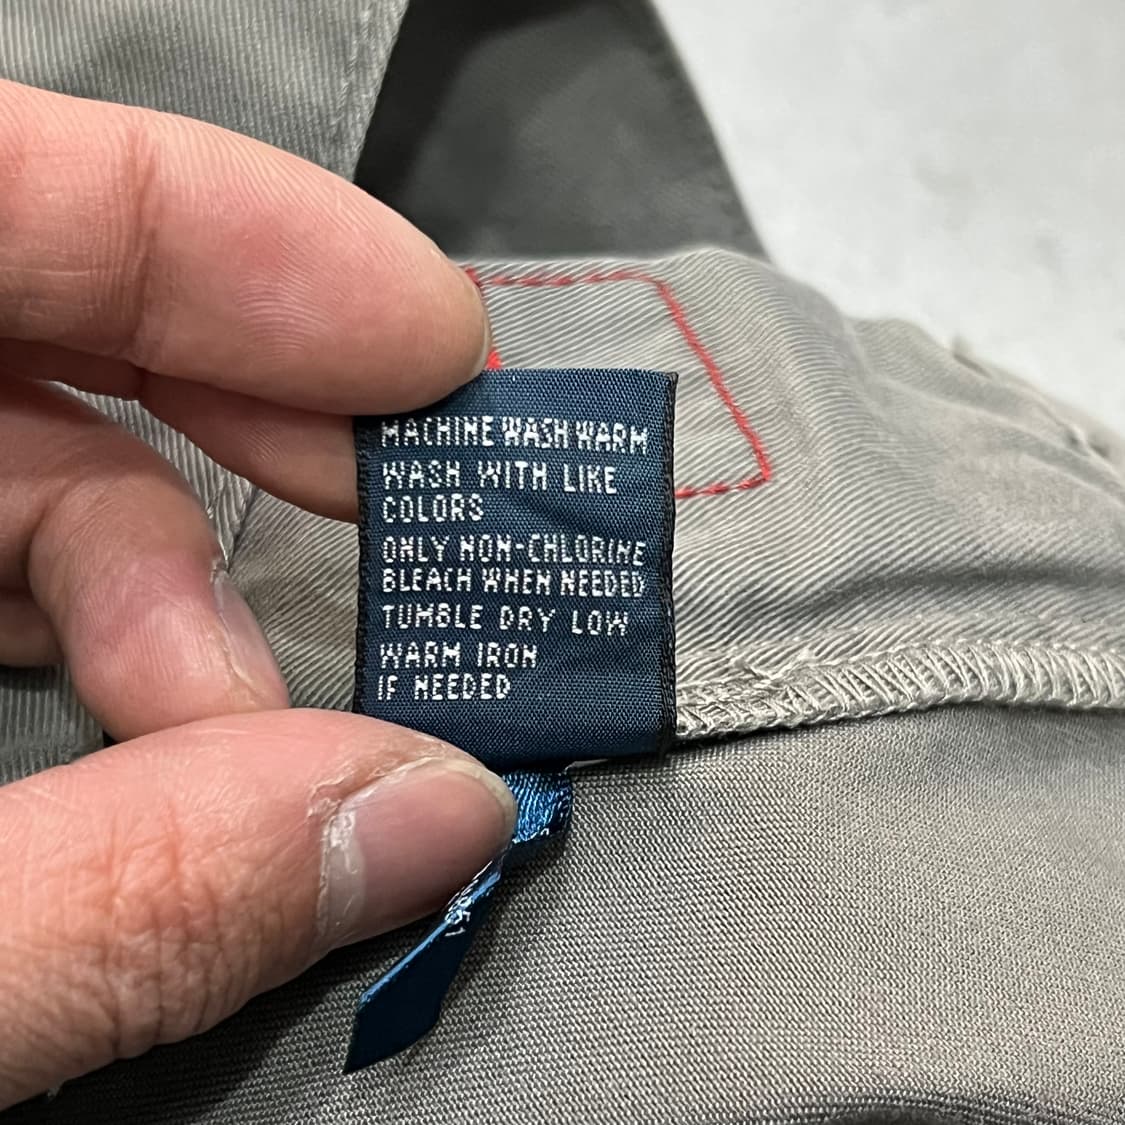 MACHINE WASH WARM
WASH WITH LIKE
COLORS
ONLY NON-CHLORINE
BLEACH WHEN NEEDED
TUMBLE DRY LOW
WARM IRON
IF NEEDED